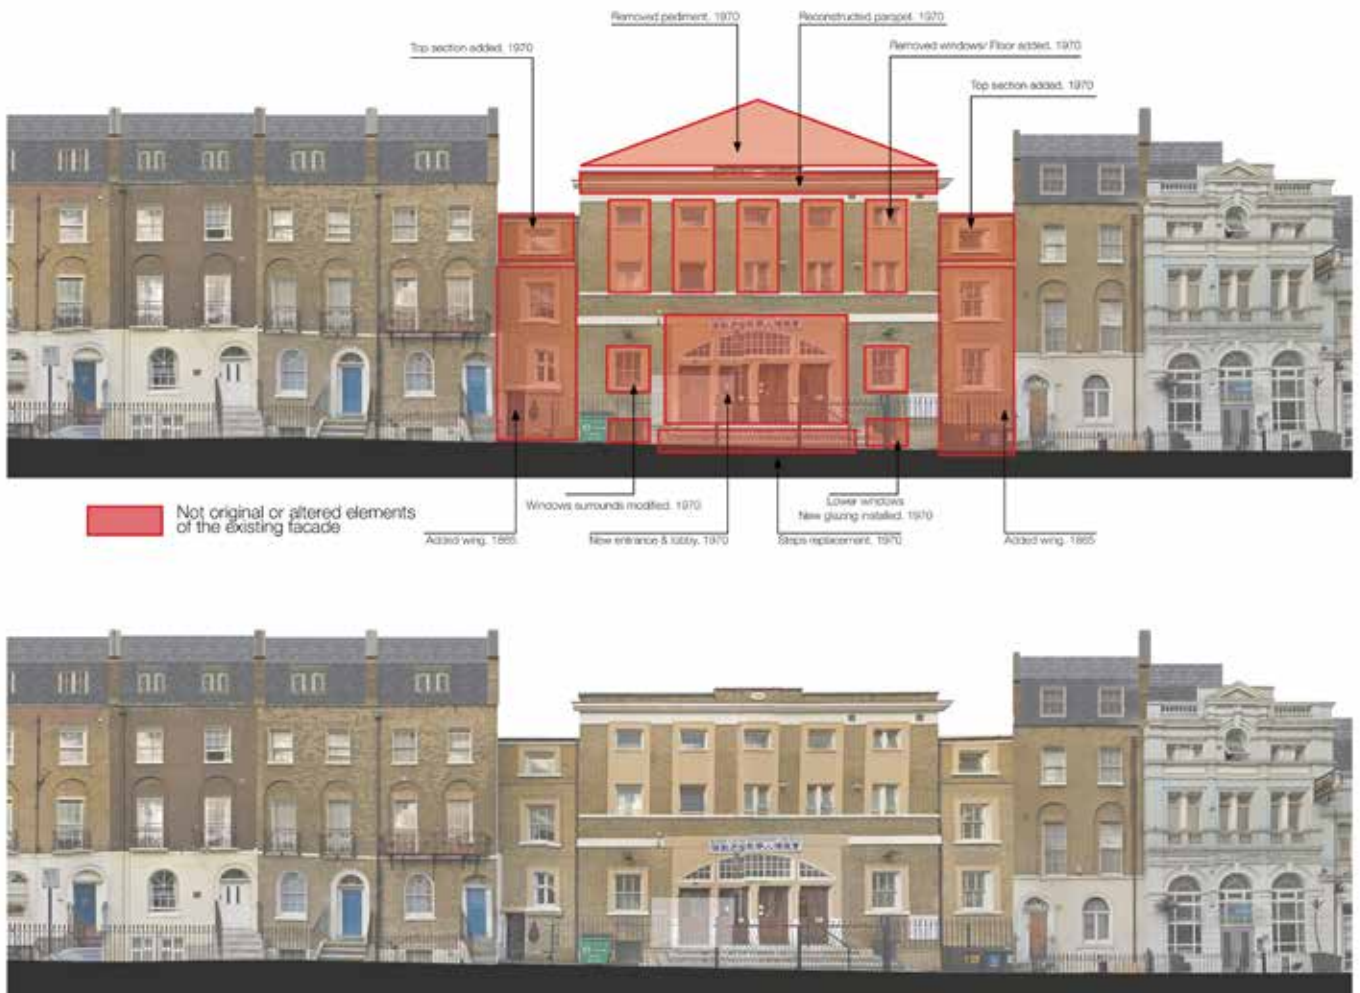 Removed pediment. 1970
Reconstructed parapet. 1970
Top section added. 1970
Removed windows/ Floor added. 1970
Top section added. 1970
Windows surrounds modified. 1970
Lower windows
New glazing installed. 1970
Not original or altered elements
of the existing facade
Added wing. 1865
New entrance & lobby. 1970
Steps replacement. 1970
Added wing. 1865